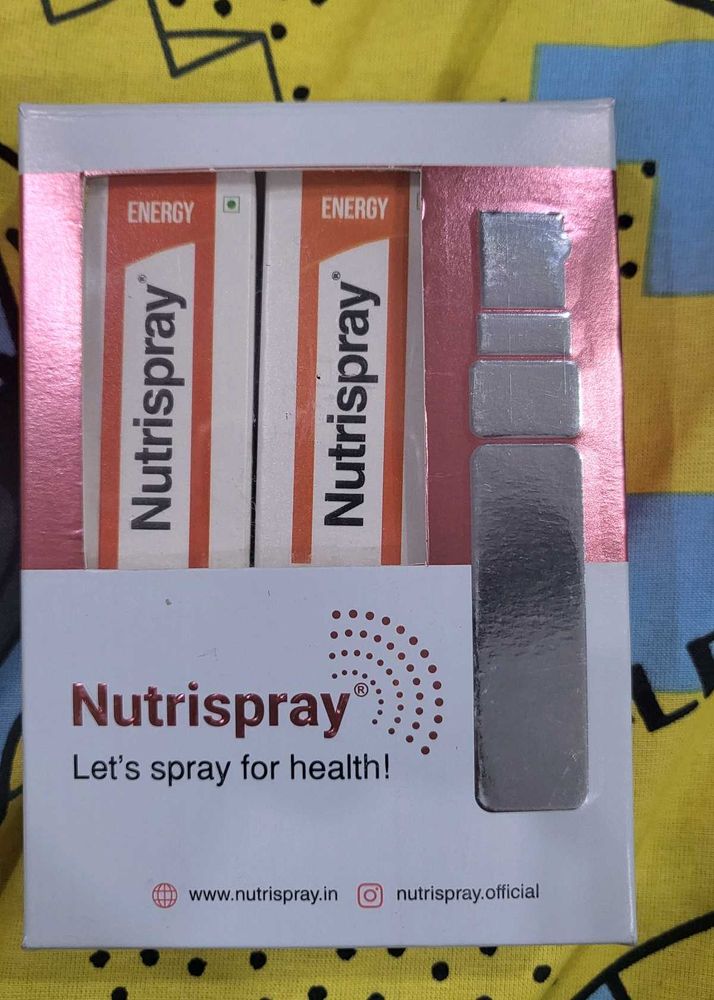 ENERGY
Nutrispray®
ENERGY
Nutrispray®
Nutrispray®
Let's spray for health!
www.nutrispray.in
nutrispray.official